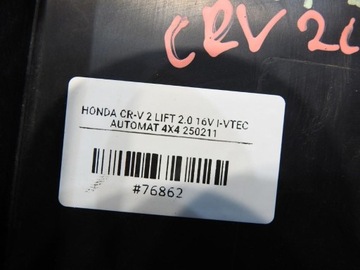 CRV 2
HONDA CR-V 2 LIFT 2.0 16V I-VTEC
AUTOMAT 4X4 250211
#76862